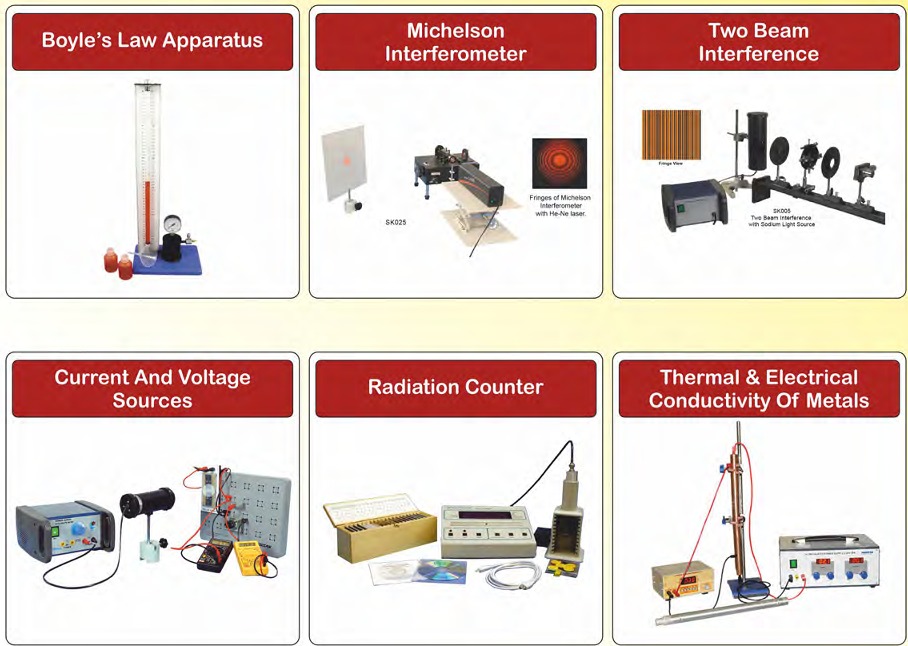 Boyle's Law Apparatus
Michelson
Interferometer
SK025
Fringes of Michelson
Interferometer
with He-Ne laser.
Two Beam
Interference
Fringe View
SK005
Two Beam Interference
with Sodium Light Source
Current And Voltage
Sources
Radiation Counter
Thermal & Electrical
Conductivity Of Metals